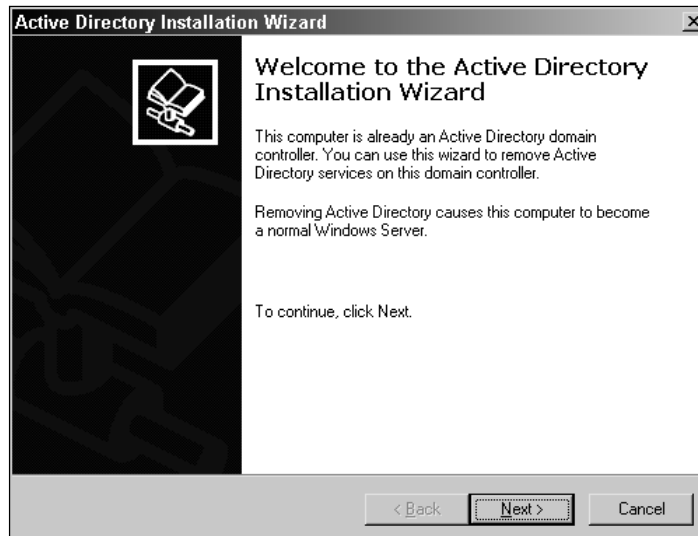 Active Directory Installation Wizard
Welcome to the Active Directory
Installation Wizard
This computer is already an Active Directory domain
controller. You can use this wizard to remove Active
Directory services on this domain controller.
Removing Active Directory causes this computer to become
a normal Windows Server.
To continue, click Next.
< Back
Next >
Cancel